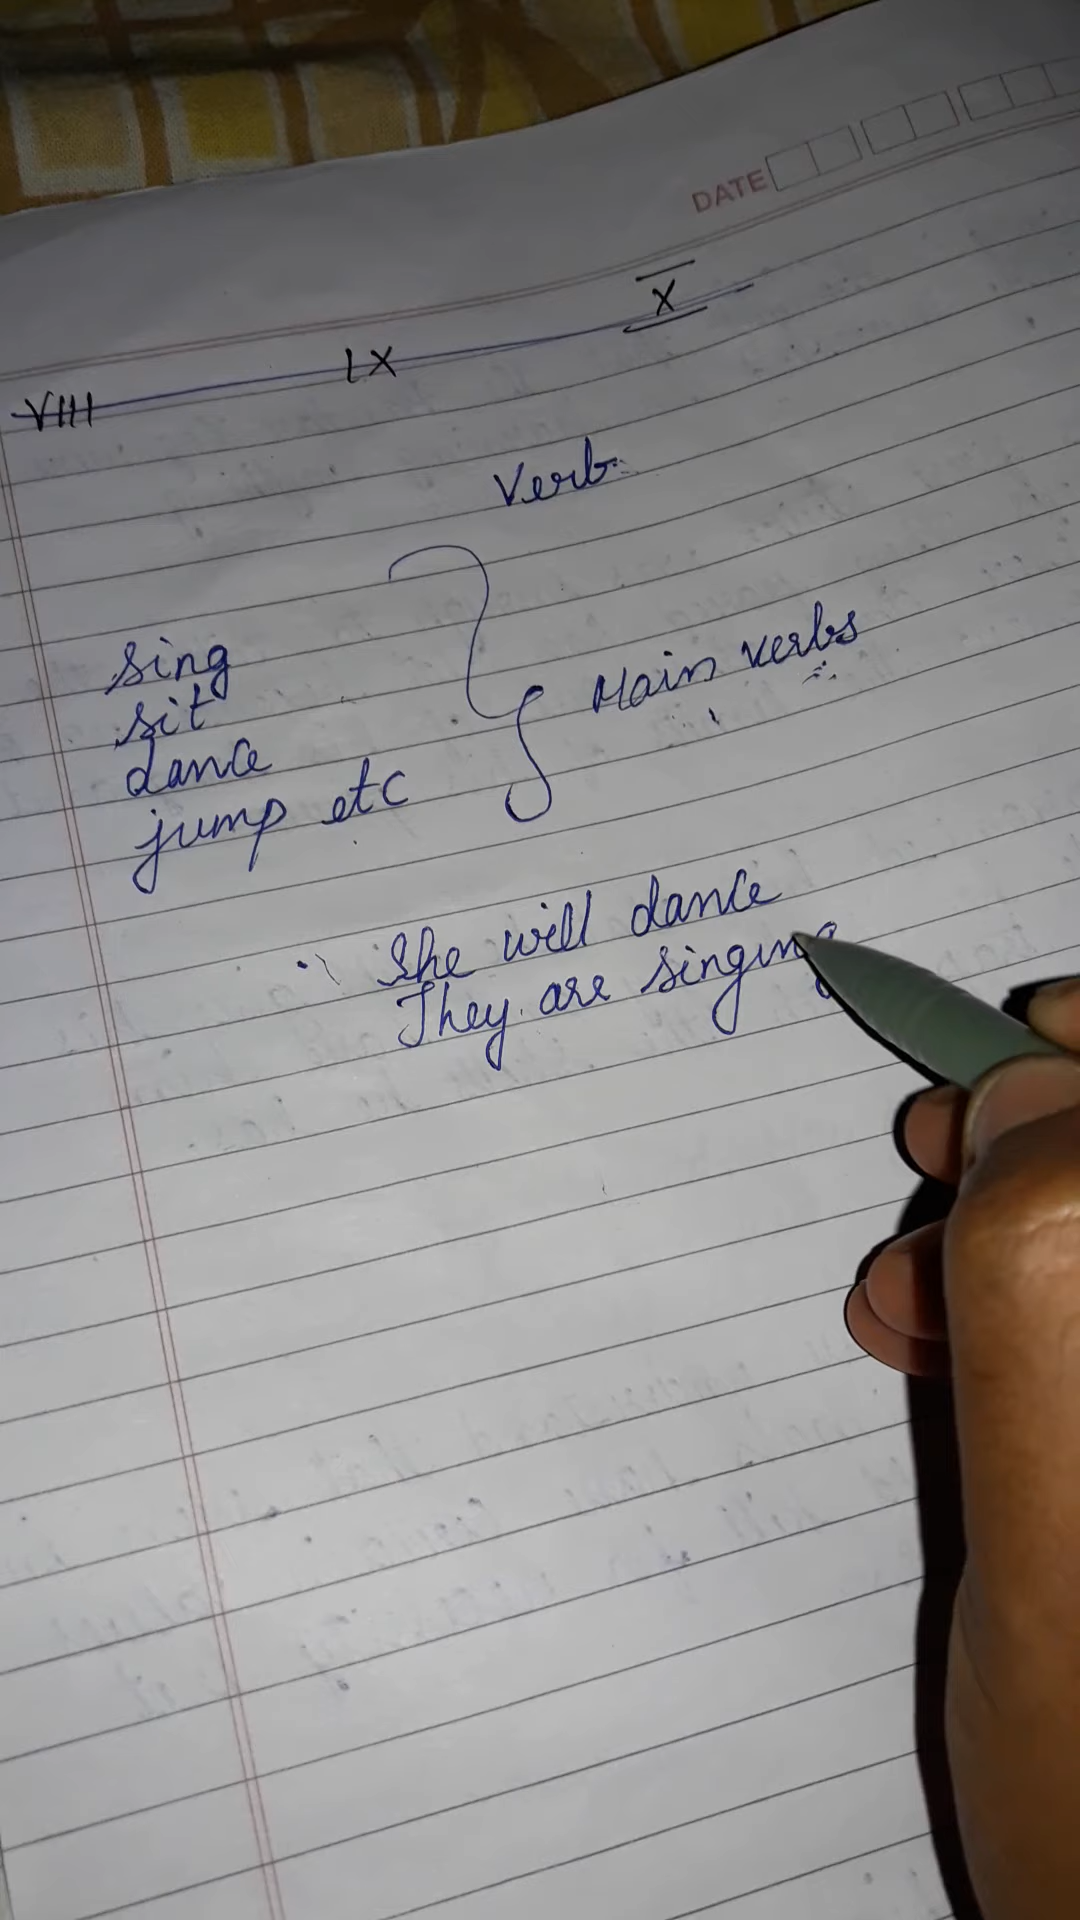 DATE
VIII IX X
Verb
sing
sit
dance
jump etc
Main verbs
She will dance
They are singing